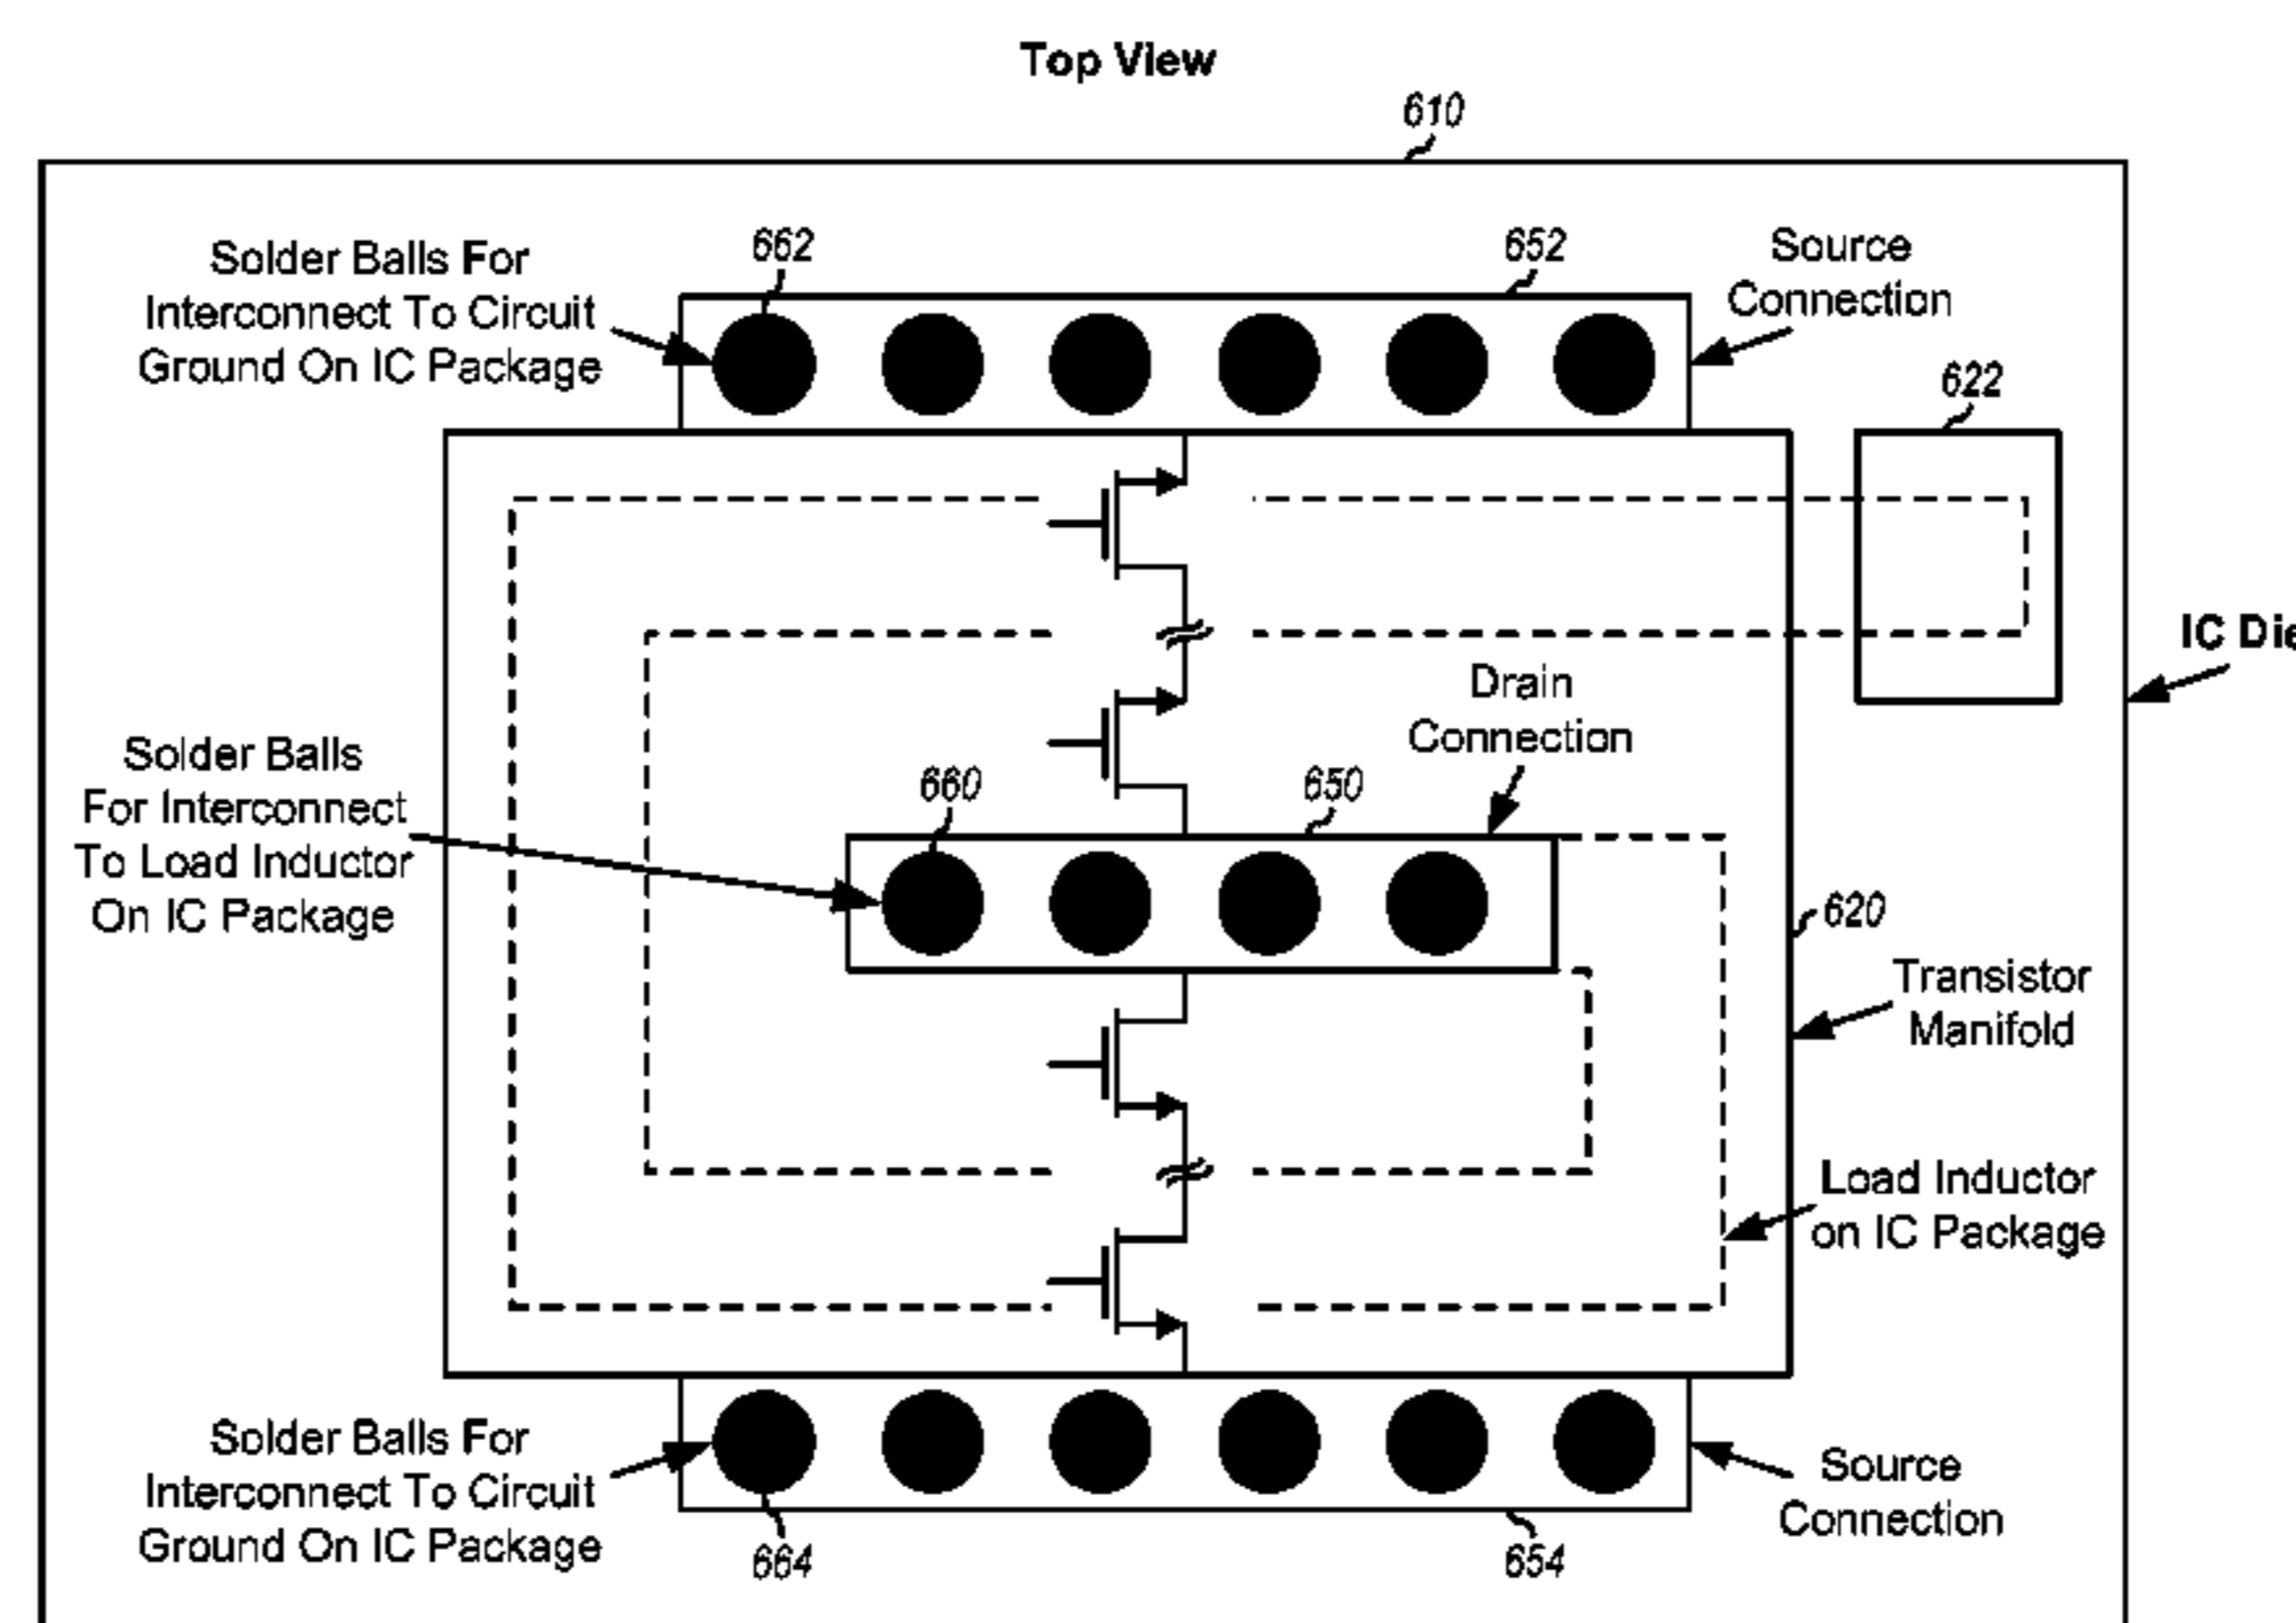 Top View
610
Solder Balls For
Interconnect To Circuit
Ground On IC Package
662
652
Source
Connection
622
IC Die
Drain
Connection
Solder Balls
For Interconnect
To Load Inductor
On IC Package
660
650
620
Transistor
Manifold
Load Inductor
on IC Package
Solder Balls For
Interconnect To Circuit
Ground On IC Package
664
654
Source
Connection